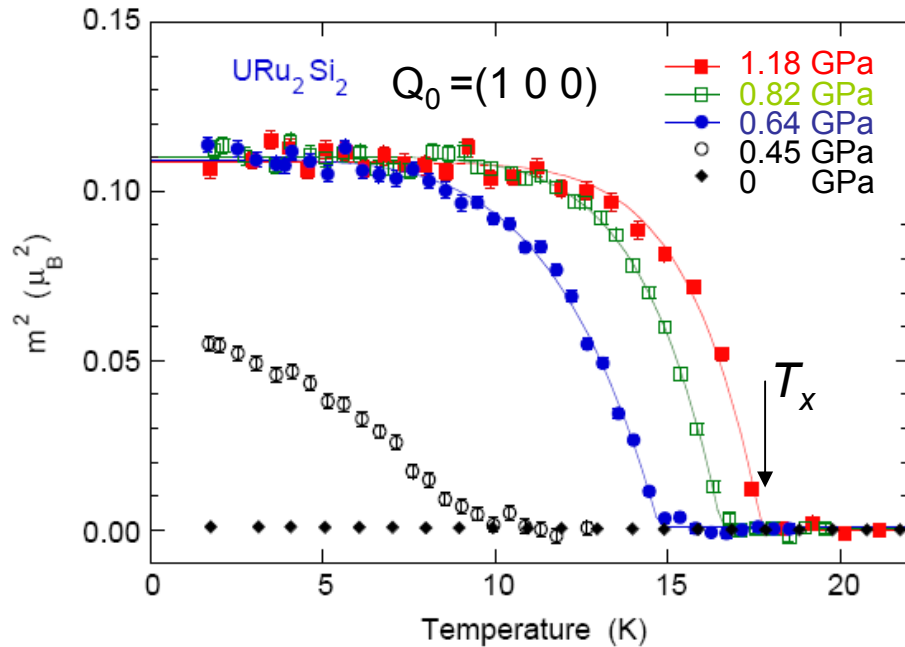 0.15
0.10
0.05
0.00
m² (μ_B²)
URu₂Si₂
Q₀=(1 0 0)
1.18 GPa
0.82 GPa
0.64 GPa
0.45 GPa
0 GPa
Tₓ
0 5 10 15 20
Temperature (K)